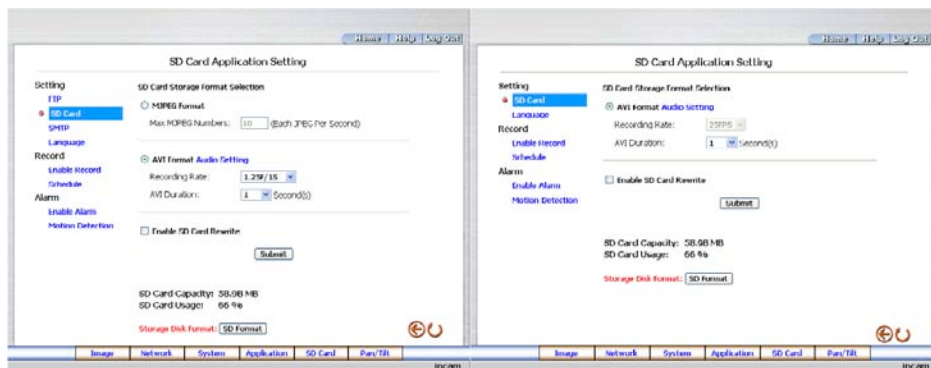 Home Help Log Out
SD Card Application Setting
Setting
FTP
SD Card
SMTP
Language
Record
Enable Record
Schedule
Alarm
Enable Alarm
Motion Detection
SD Card Storage Format Selection
MJPEG Format
Max MJPEG Numbers: 10 (Each JPEG Per Second)
AVI Format Audio Setting
Recording Rate: 1.25F/1S
AVI Duration: 1 Second(s)
Enable SD Card Rewrite
Submit
SD Card Capacity: 58.98 MB
SD Card Usage: 66 %
Storage Disk Format: SD Format
Image Network System Application SD Card Pan/Tilt
ipcam
Home Help Log Out
SD Card Application Setting
Setting
SD Card
Language
Record
Enable Record
Schedule
Alarm
Enable Alarm
Motion Detection
SD Card Storage Format Selection
AVI Format Audio Setting
Recording Rate: 25FPS
AVI Duration: 1 Second(s)
Enable SD Card Rewrite
Submit
SD Card Capacity: 58.98 MB
SD Card Usage: 66 %
Storage Disk Format: SD Format
Image Network System Application SD Card Pan/Tilt
ipcam